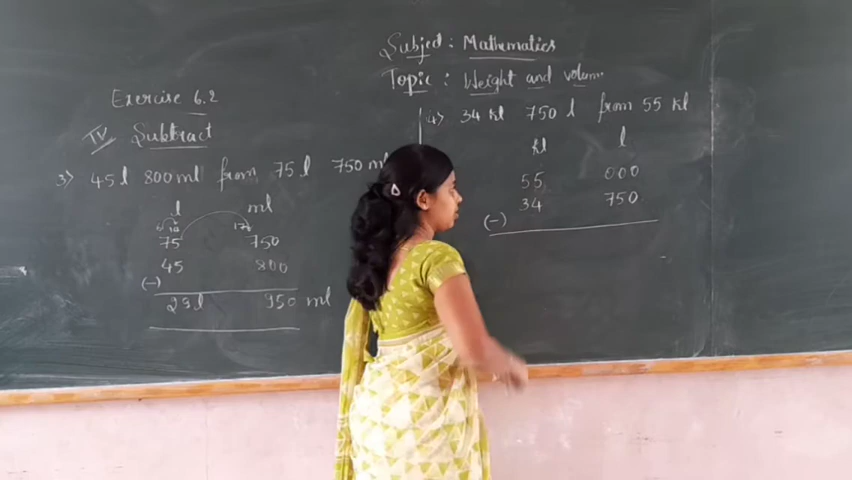 Subject : Mathematics
Topic : Weight and volume
Exercise 6.2
IV Subtract
3) 45 l 800 ml from 75 l 750 ml
l ml
75 750
45 800
(-)
29 l 950 ml
4) 34 kl 750 l from 55 kl
kl l
55 000
34 750
(-)